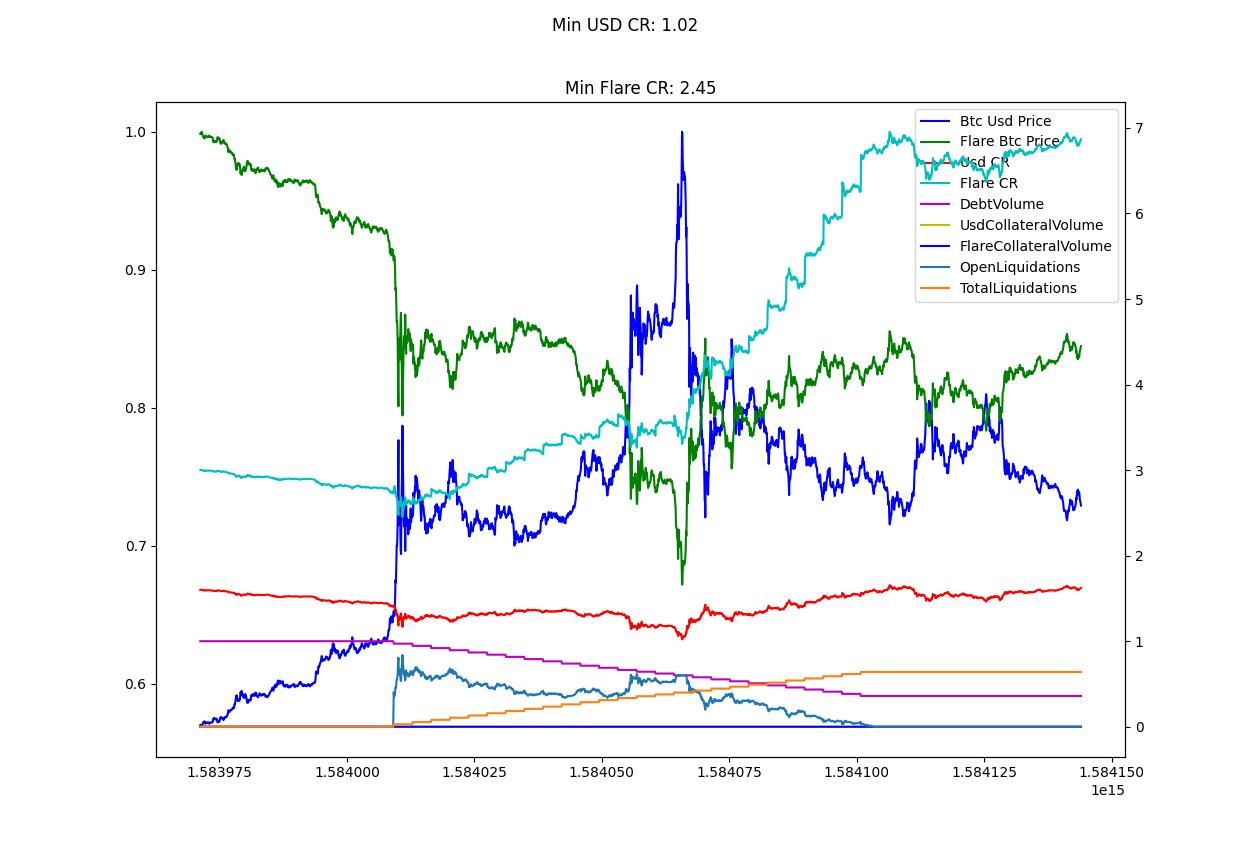 Min USD CR: 1.02
Min Flare CR: 2.45
1.0
0.9
0.8
0.7
0.6
7
6
5
4
3
2
1
0
Btc Usd Price
Flare Btc Price
Usd CR
Flare CR
DebtVolume
UsdCollateralVolume
FlareCollateralVolume
OpenLiquidations
TotalLiquidations
1.583975 1.584000 1.584025 1.584050 1.584075 1.584100 1.584125 1.584150
1e15